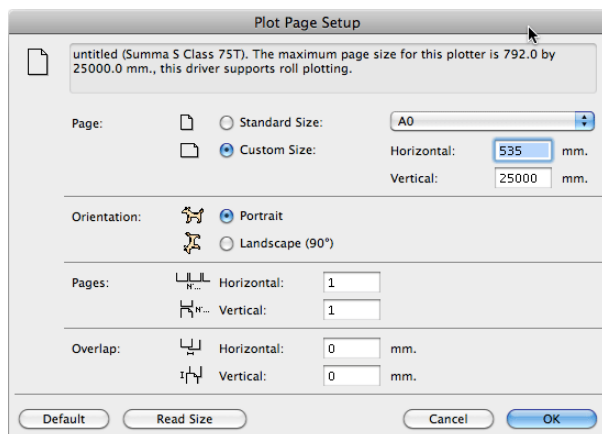 Plot Page Setup
untitled (Summa S Class 75T). The maximum page size for this plotter is 792.0 by
25000.0 mm., this driver supports roll plotting.
Page: Standard Size: A0
Custom Size: Horizontal: 535 mm.
Vertical: 25000 mm.
Orientation: Portrait
Landscape (90°)
Pages: N'... Horizontal: 1
N'... Vertical: 1
Overlap: Horizontal: 0 mm.
Vertical: 0 mm.
Default Read Size Cancel OK